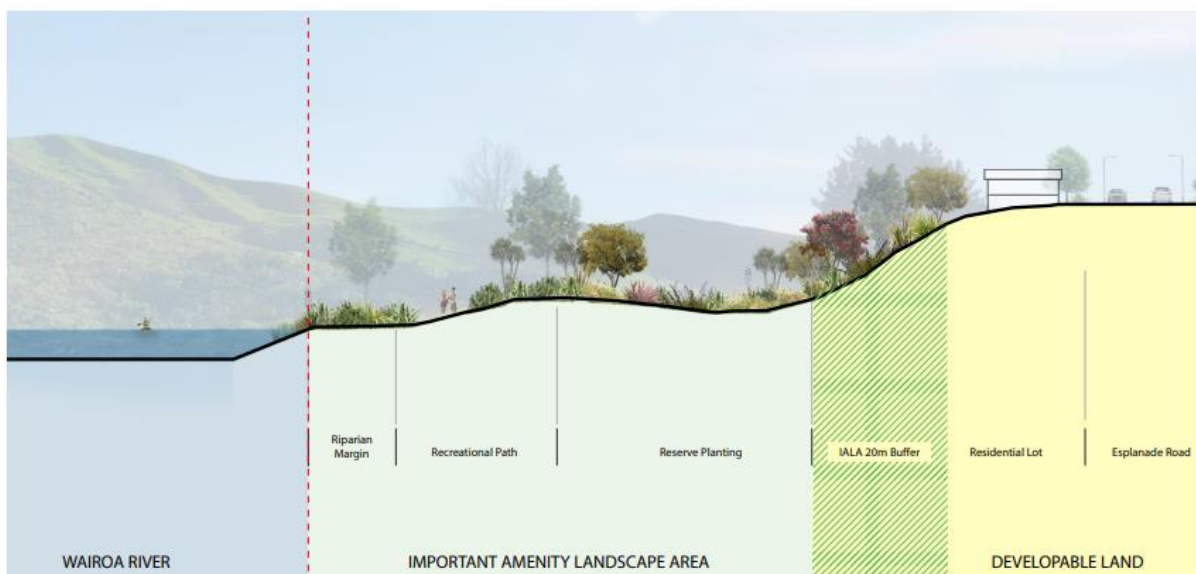 Riparian
Margin
Recreational Path
Reserve Planting
IALA 20m Buffer
Residential Lot
Esplanade Road
WAIROA RIVER
IMPORTANT AMENITY LANDSCAPE AREA
DEVELOPABLE LAND